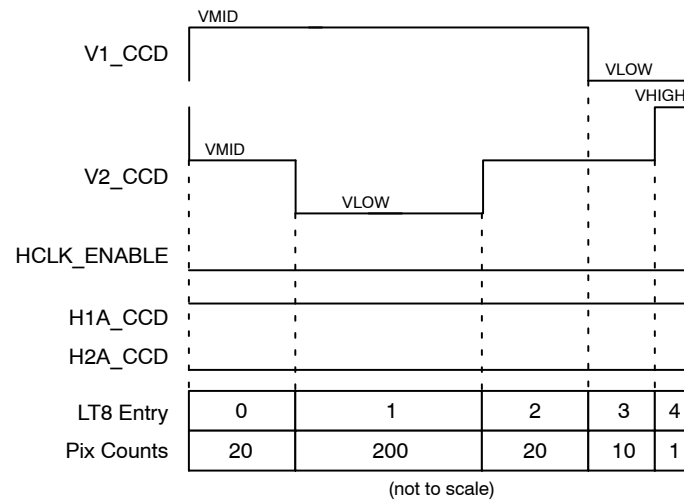 VMID
V1_CCD
VLOW
VHIGH
VMID
V2_CCD
VLOW
HCLK_ENABLE
H1A_CCD
H2A_CCD
LT8 Entry 0 1 2 3 4
Pix Counts 20 200 20 10 1
(not to scale)